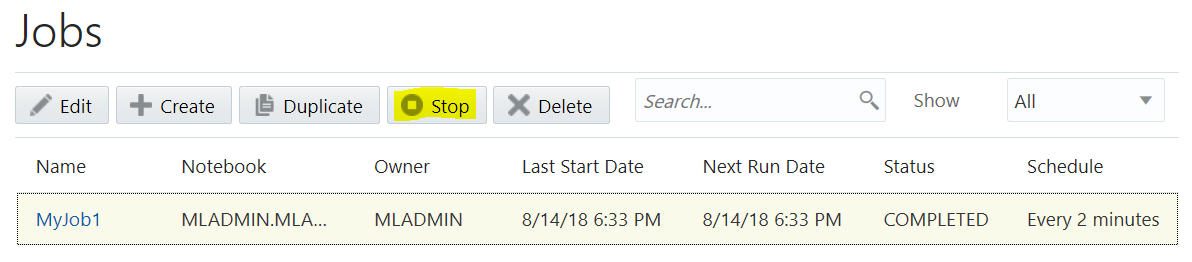 Jobs
Edit Create Duplicate Stop Delete Search... Show All
Name Notebook Owner Last Start Date Next Run Date Status Schedule
MyJob1 MLADMIN.MLA... MLADMIN 8/14/18 6:33 PM 8/14/18 6:33 PM COMPLETED Every 2 minutes